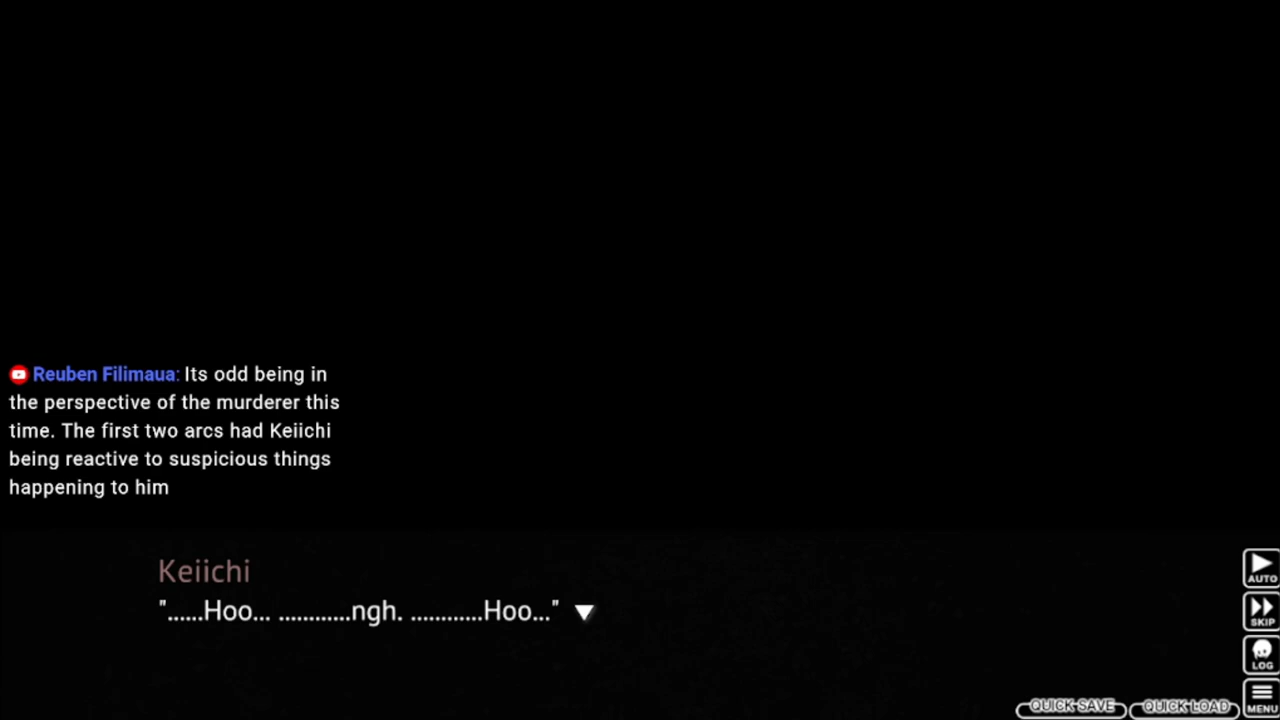 Reuben Filimaua: Its odd being in
the perspective of the murderer this
time. The first two arcs had Keiichi
being reactive to suspicious things
happening to him
Keiichi
"......Hoo... ............ngh. ............Hoo..."
AUTO
SKIP
LOG
MENU
QUICK SAVE QUICK LOAD